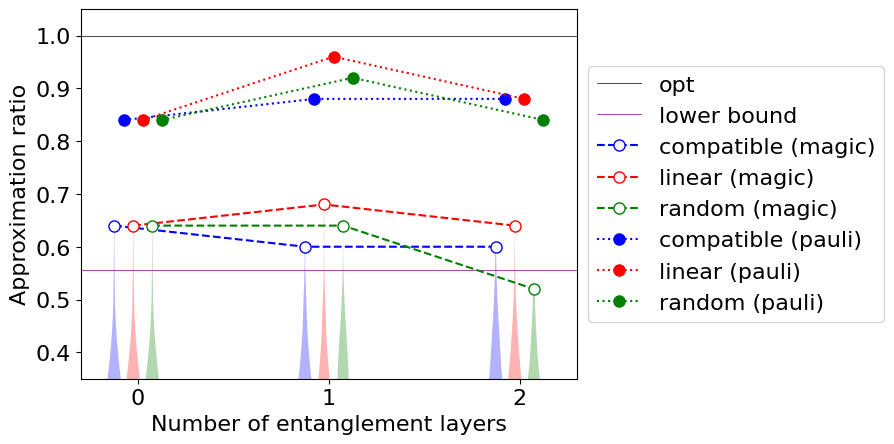 Approximation ratio
1.0
0.9
0.8
0.7
0.6
0.5
0.4
0
1
2
Number of entanglement layers
opt
lower bound
compatible (magic)
linear (magic)
random (magic)
compatible (pauli)
linear (pauli)
random (pauli)